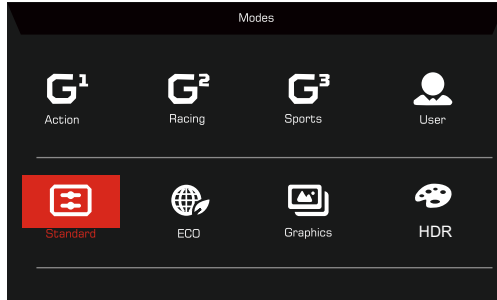 Modes
G¹ G² G³
Action Racing Sports User
Standard ECO Graphics HDR